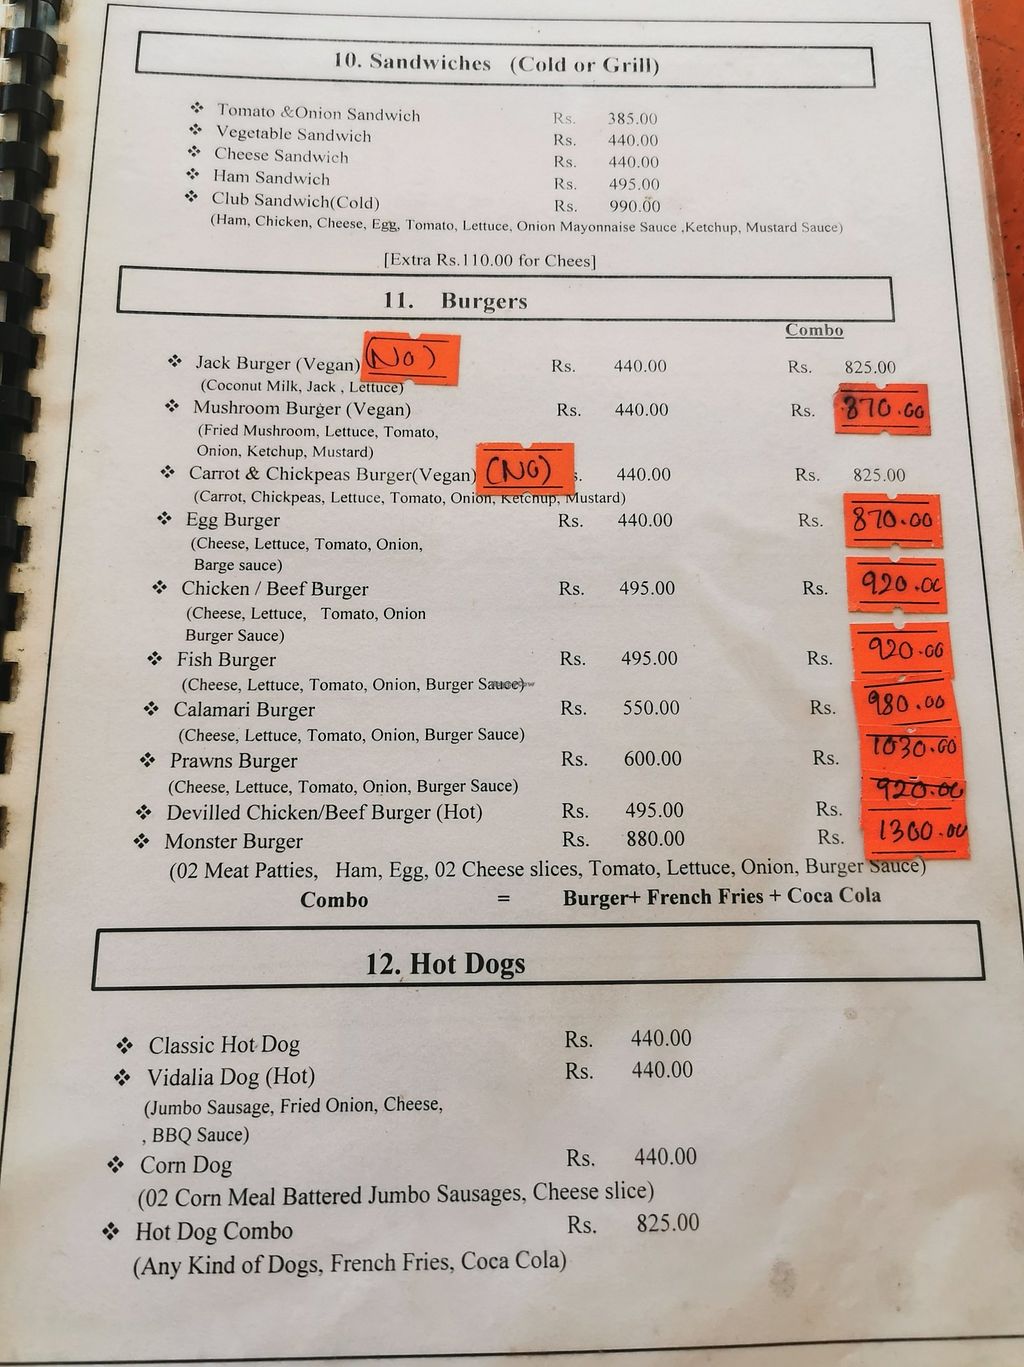 10. Sandwiches (Cold or Grill)
❖ Tomato &Onion Sandwich Rs. 385.00
❖ Vegetable Sandwich Rs. 440.00
❖ Cheese Sandwich Rs. 440.00
❖ Ham Sandwich Rs. 495.00
❖ Club Sandwich(Cold) Rs. 990.00
(Ham, Chicken, Cheese, Egg, Tomato, Lettuce, Onion Mayonnaise Sauce ,Ketchup, Mustard Sauce)
[Extra Rs.110.00 for Chees]
11. Burgers
Combo
❖ Jack Burger (Vegan) (NO) Rs. 440.00 Rs. 825.00
(Coconut Milk, Jack , Lettuce)
❖ Mushroom Burger (Vegan) Rs. 440.00 Rs. 870.00
(Fried Mushroom, Lettuce, Tomato,
Onion, Ketchup, Mustard)
❖ Carrot & Chickpeas Burger(Vegan) (NO) s. 440.00 Rs. 825.00
(Carrot, Chickpeas, Lettuce, Tomato, Onion, Ketchup, Mustard)
❖ Egg Burger Rs. 440.00 Rs. 870.00
(Cheese, Lettuce, Tomato, Onion,
Barge sauce)
❖ Chicken / Beef Burger Rs. 495.00 Rs. 920.00
(Cheese, Lettuce, Tomato, Onion
Burger Sauce)
❖ Fish Burger Rs. 495.00 Rs. 920.00
(Cheese, Lettuce, Tomato, Onion, Burger Sauce)
❖ Calamari Burger Rs. 550.00 Rs. 980.00
(Cheese, Lettuce, Tomato, Onion, Burger Sauce)
❖ Prawns Burger Rs. 600.00 Rs. 1030.00
(Cheese, Lettuce, Tomato, Onion, Burger Sauce)
❖ Devilled Chicken/Beef Burger (Hot) Rs. 495.00 Rs. 920.00
❖ Monster Burger Rs. 880.00 Rs. 1300.00
(02 Meat Patties, Ham, Egg, 02 Cheese slices, Tomato, Lettuce, Onion, Burger Sauce)
Combo = Burger+ French Fries + Coca Cola
12. Hot Dogs
❖ Classic Hot Dog Rs. 440.00
❖ Vidalia Dog (Hot) Rs. 440.00
(Jumbo Sausage, Fried Onion, Cheese,
, BBQ Sauce)
❖ Corn Dog Rs. 440.00
(02 Corn Meal Battered Jumbo Sausages, Cheese slice)
❖ Hot Dog Combo Rs. 825.00
(Any Kind of Dogs, French Fries, Coca Cola)